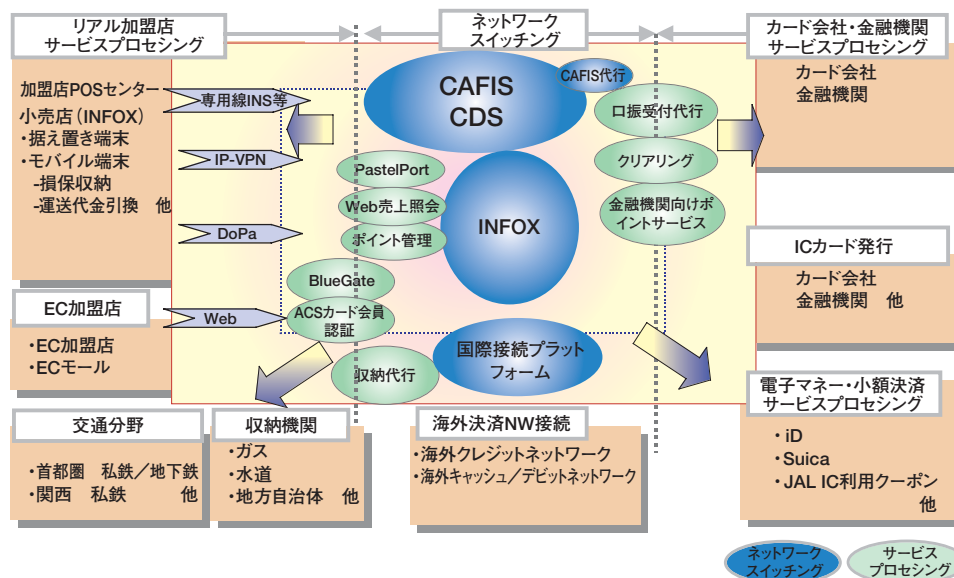 リアル加盟店
サービスプロセシング
ネットワーク
スイッチング
カード会社・金融機関
サービスプロセシング
加盟店POSセンター
小売店(INFOX)
・据え置き端末
・モバイル端末
-損保収納
-運送代金引換 他
専用線INS等
IP-VPN
DoPa
Web
CAFIS
CDS
CAFIS代行
口振受付代行
クリアリング
金融機関向けポ
イントサービス
PastelPort
Web売上照会
ポイント管理
INFOX
BlueGate
ACSカード会員
認証
収納代行
国際接続プラット
フォーム
カード会社
金融機関
ICカード発行
カード会社
金融機関 他
EC加盟店
・EC加盟店
・ECモール
交通分野
・首都圏 私鉄/地下鉄
・関西 私鉄 他
収納機関
・ガス
・水道
・地方自治体 他
海外決済NW接続
・海外クレジットネットワーク
・海外キャッシュ/デビットネットワーク
電子マネー・小額決済
サービスプロセシング
・iD
・Suica
・JAL IC利用クーポン
他
ネットワーク
スイッチング
サービス
プロセシング